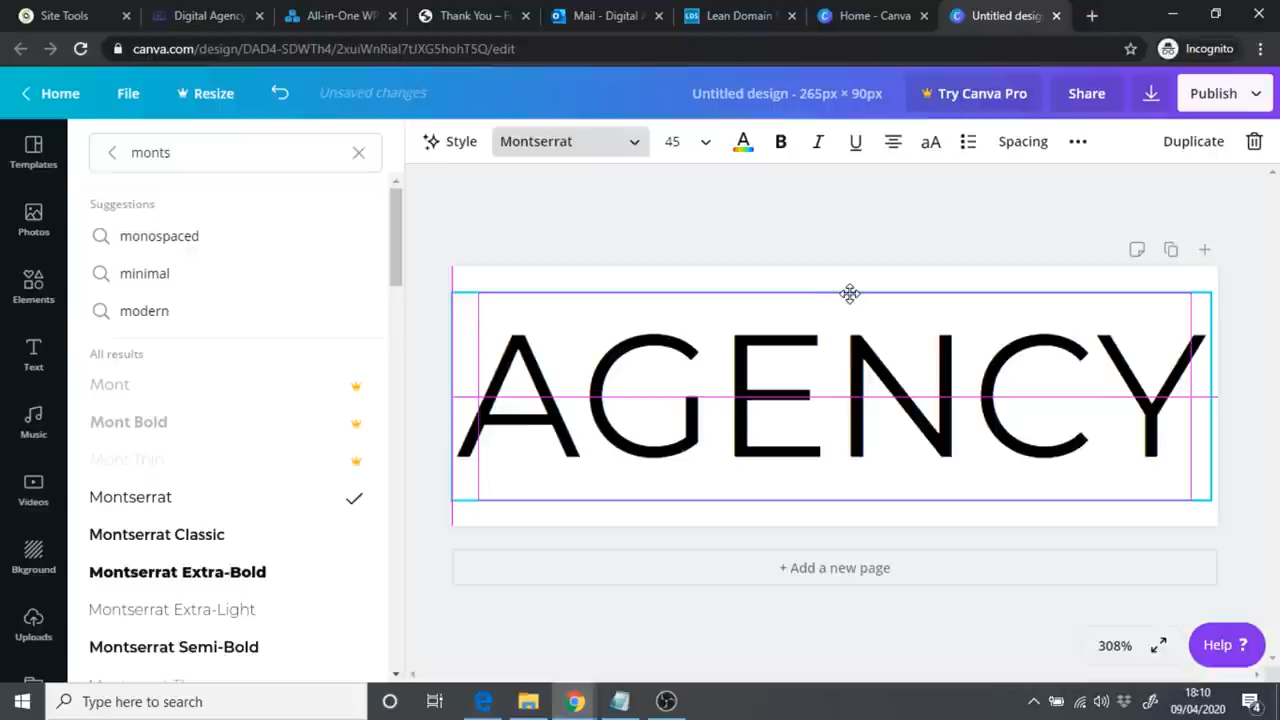 Site Tools
Digital Agency
All-in-One WP
Thank You – F
Mail - Digital A
Lean Domain
Home - Canva
Untitled desig
canva.com/design/DAD4-SDWTh4/2xuiWnRial7tJXG5hohT5Q/edit
Incognito
Home
File
Resize
Unsaved changes
Untitled design - 265px × 90px
Try Canva Pro
Share
Publish
Templates
Photos
Elements
Text
Music
Videos
Bkground
Uploads
monts
Suggestions
monospaced
minimal
modern
All results
Mont
Mont Bold
Mont Thin
Montserrat
Montserrat Classic
Montserrat Extra-Bold
Montserrat Extra-Light
Montserrat Semi-Bold
Style
Montserrat
45
A
B
I
U
aA
Spacing
Duplicate
AGENCY
+ Add a new page
308%
Help ?
Type here to search
18:10
09/04/2020
4